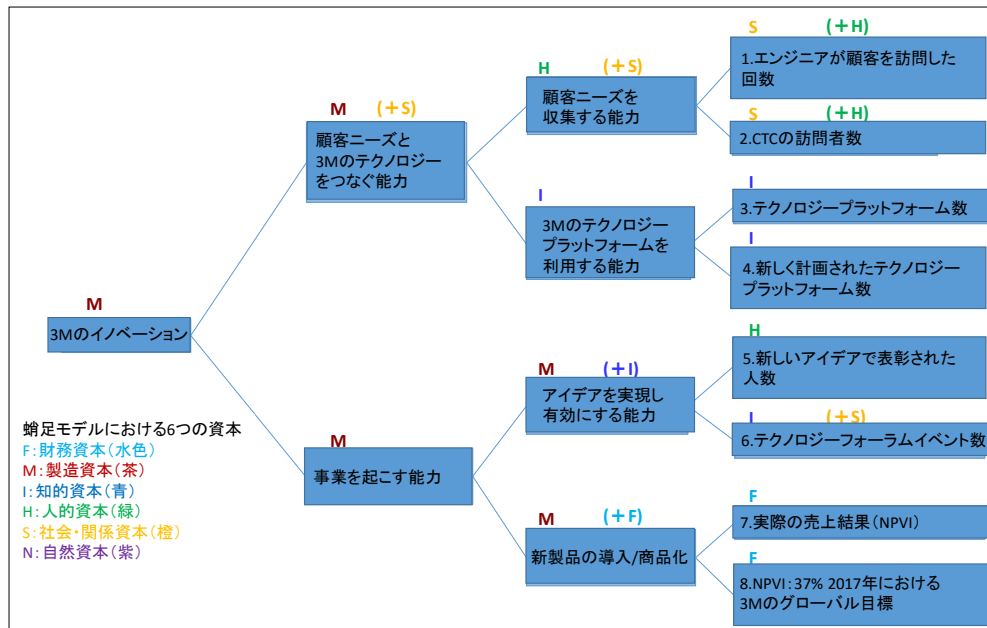 S (＋H)
1.エンジニアが顧客を訪問した
回数
H (＋S)
顧客ニーズを
収集する能力
S (＋H)
2.CTCの訪問者数
M (＋S)
顧客ニーズと
3Mのテクノロジー
をつなぐ能力
I
3Mのテクノロジー
プラットフォームを
利用する能力
I
3.テクノロジープラットフォーム数
I
4.新しく計画されたテクノロジー
プラットフォーム数
M
3Mのイノベーション
H
5.新しいアイデアで表彰された
人数
M (＋I)
アイデアを実現し
有効にする能力
I (＋S)
6.テクノロジーフォーラムイベント数
M
事業を起こす能力
M (＋F)
新製品の導入/商品化
F
7.実際の売上結果（NPVI）
F
8.NPVI：37% 2017年における
3Mのグローバル目標
蛸足モデルにおける6つの資本
F：財務資本（水色）
M：製造資本（茶）
I：知的資本（青）
H：人的資本（緑）
S：社会・関係資本（橙）
N：自然資本（紫）